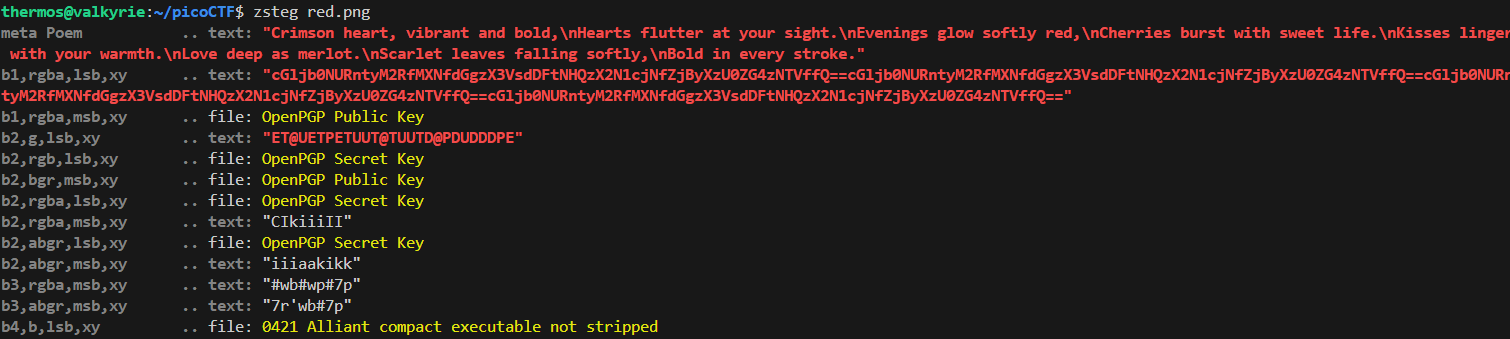 thermos@valkyrie:~/picoCTF$ zsteg red.png
meta Poem           .. text: "Crimson heart, vibrant and bold,\nHearts flutter at your sight.\nEvenings glow softly red,\nCherries burst with sweet life.\nKisses linger
 with your warmth.\nLove deep as merlot.\nScarlet leaves falling softly,\nBold in every stroke."
b1,rgba,lsb,xy      .. text: "cGljb0NURntyM2RfMXNfdGgzX3VsdDFtNHQzX2N1cjNfZjByXzU0ZG4zNTVffQ==cGljb0NURntyM2RfMXNfdGgzX3VsdDFtNHQzX2N1cjNfZjByXzU0ZG4zNTVffQ==cGljb0NURn
tyM2RfMXNfdGgzX3VsdDFtNHQzX2N1cjNfZjByXzU0ZG4zNTVffQ==cGljb0NURntyM2RfMXNfdGgzX3VsdDFtNHQzX2N1cjNfZjByXzU0ZG4zNTVffQ=="
b1,rgba,msb,xy      .. file: OpenPGP Public Key
b2,g,lsb,xy         .. text: "ET@UETPETUUT@TUUTD@PDUDDDPE"
b2,rgb,lsb,xy       .. file: OpenPGP Secret Key
b2,bgr,msb,xy       .. file: OpenPGP Public Key
b2,rgba,lsb,xy      .. file: OpenPGP Secret Key
b2,rgba,msb,xy      .. text: "CIkiiiII"
b2,abgr,lsb,xy      .. file: OpenPGP Secret Key
b2,abgr,msb,xy      .. text: "iiiaakikk"
b3,rgba,msb,xy      .. text: "#wb#wp#7p"
b3,abgr,msb,xy      .. text: "7r'wb#7p"
b4,b,lsb,xy         .. file: 0421 Alliant compact executable not stripped